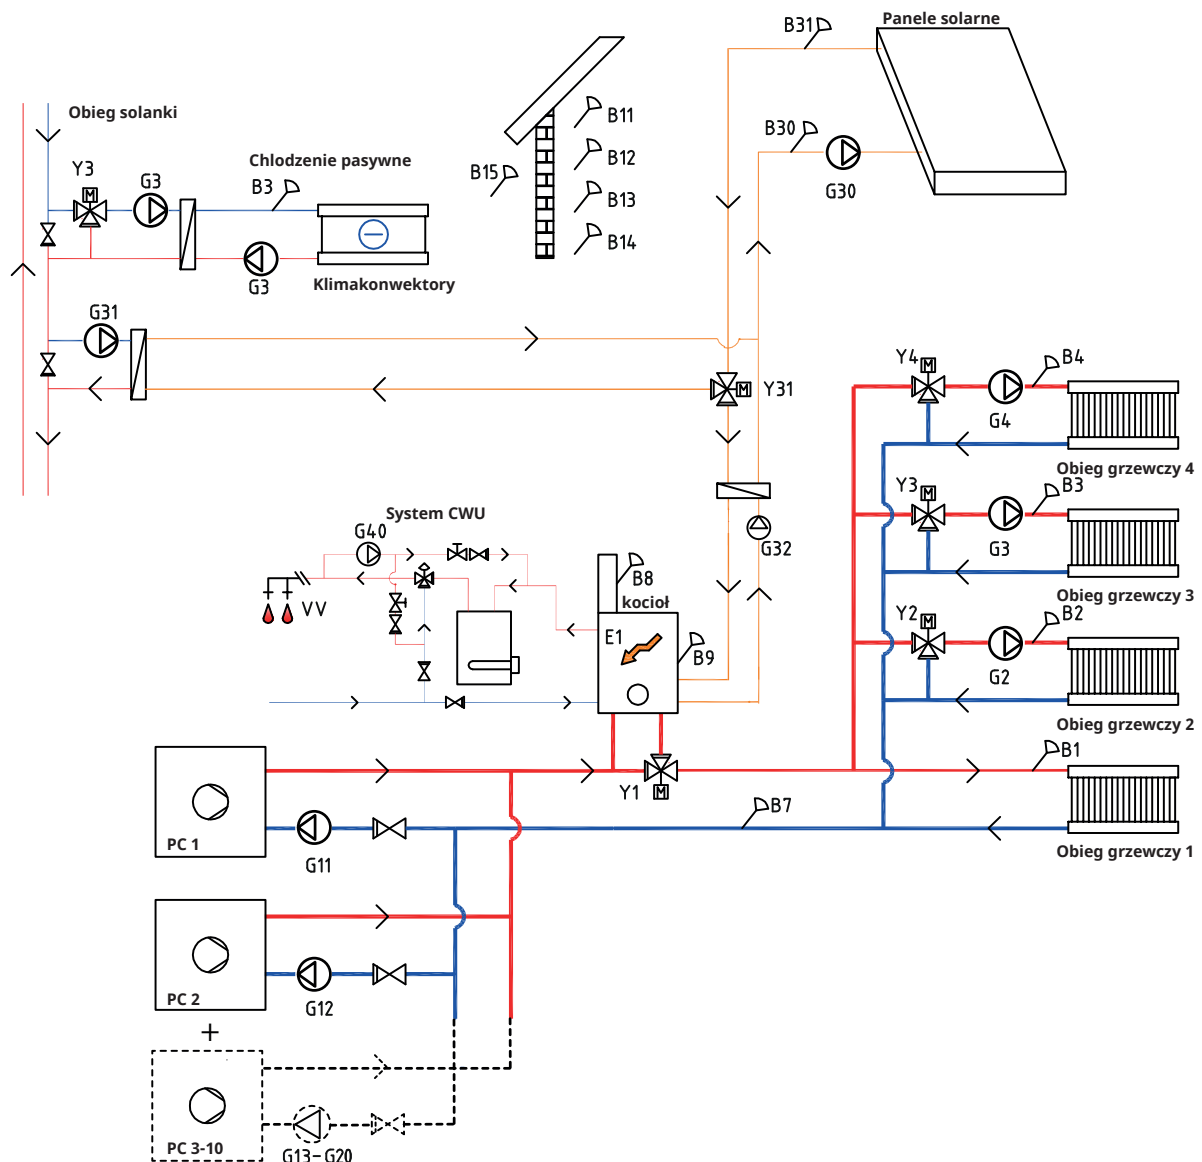 Panele solarne
B31
Obieg solanki
B11
B30
B12
Chlodzenie pasywne
Y3
G3
B3
B15
G30
B13
B14
G3
Klimakonwektory
G31
Y4
B4
M
M
Y31
G4
Obieg grzewczy 4
Y3
B3
M
System CWU
G40
G32
G3
B8
kocioł
Obieg grzewczy 3
VV
Y2
B2
M
E1
B9
G2
Obieg grzewczy 2
B1
Y1
M
B7
PC 1
G11
Obieg grzewczy 1
PC 2
G12
+
PC 3-10
G13-G20
M